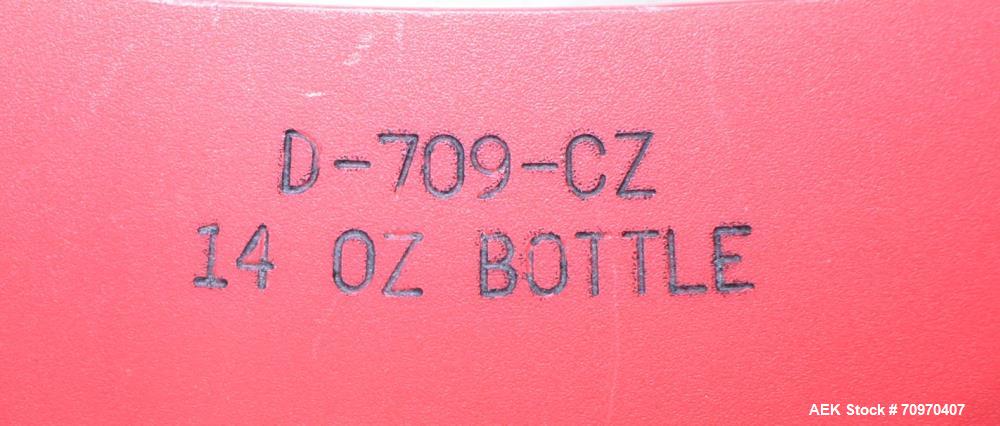 D-709-CZ
14 OZ BOTTLE
AEK Stock # 70970407